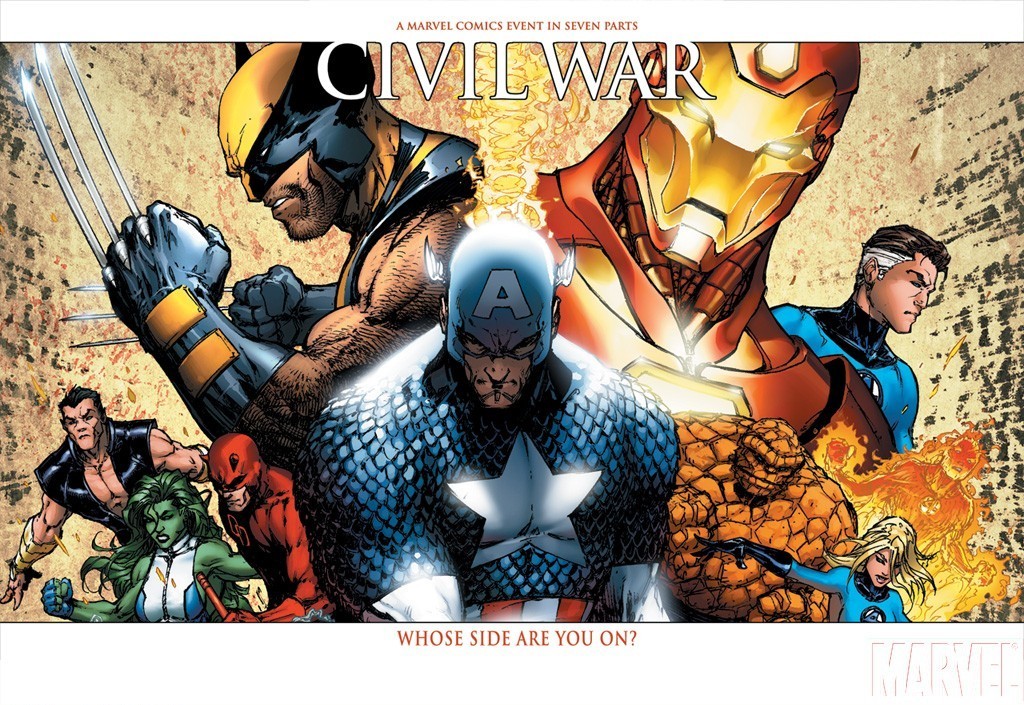 A MARVEL COMICS EVENT IN SEVEN PARTS
CIVIL WAR
A
WHOSE SIDE ARE YOU ON?
MARVEL